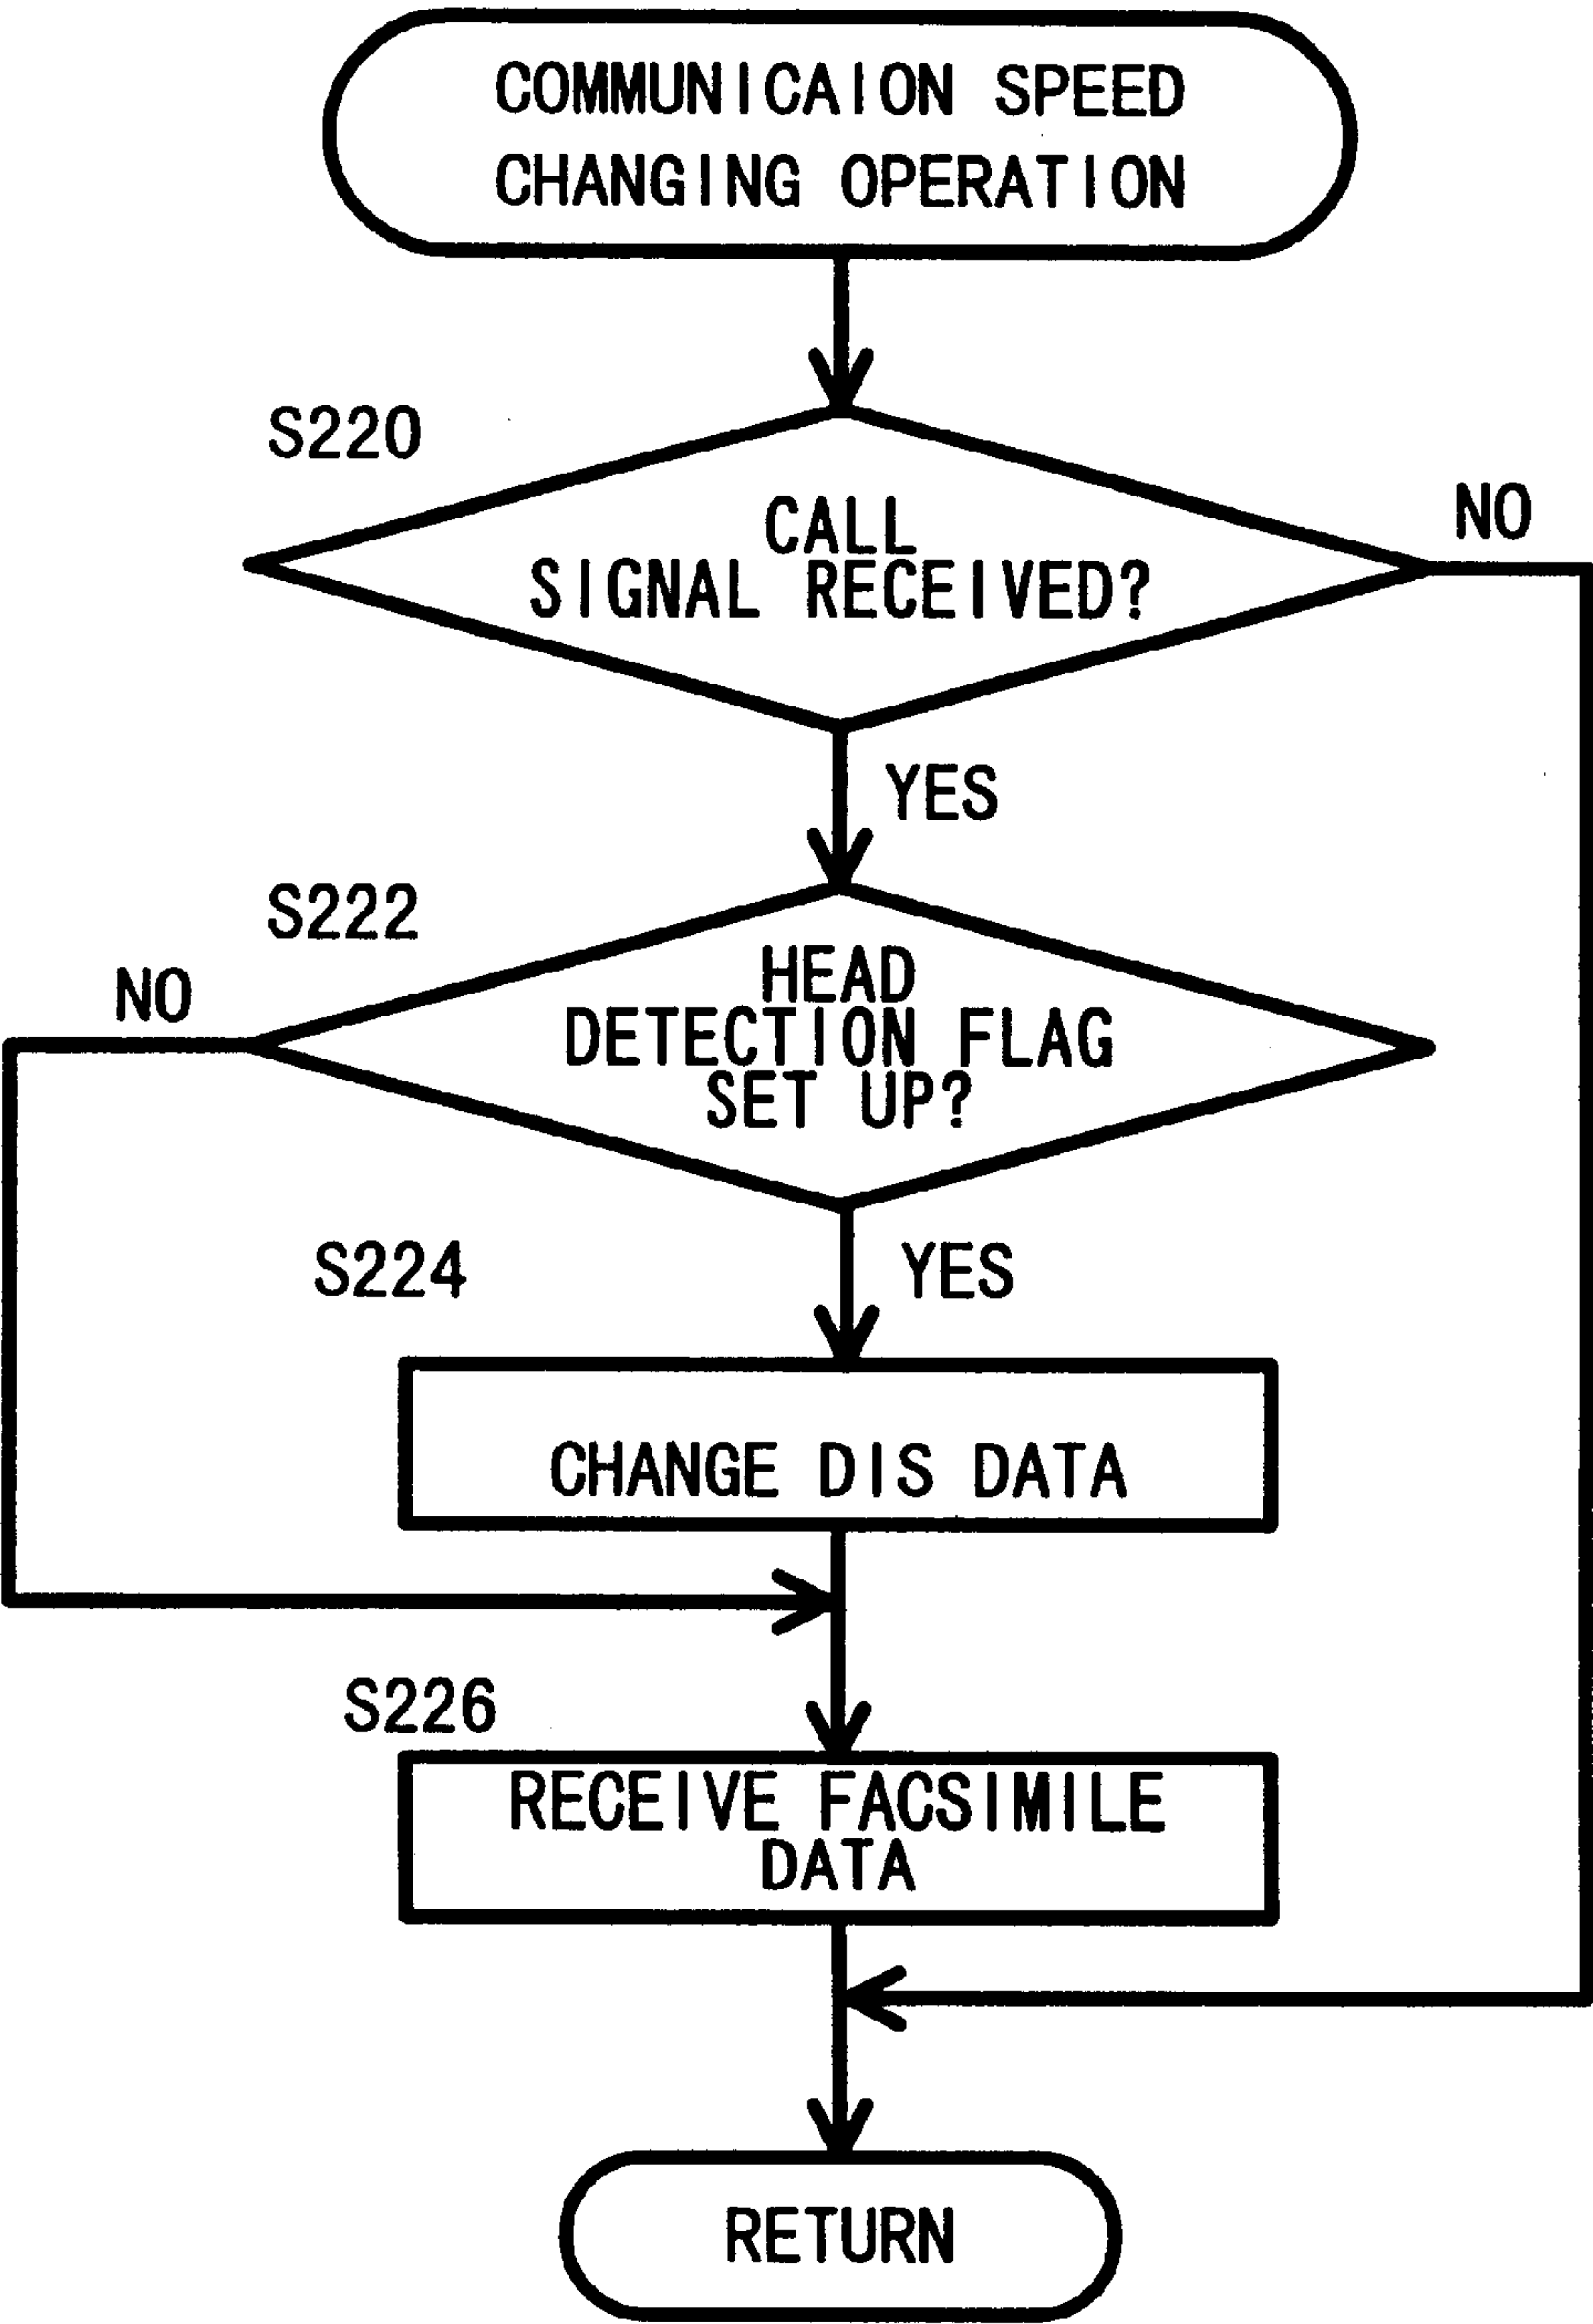 COMMUNICAION SPEED
CHANGING OPERATION
S220
CALL
SIGNAL RECEIVED?
NO
YES
S222
NO
HEAD
DETECTION FLAG
SET UP?
S224
YES
CHANGE DIS DATA
S226
RECEIVE FACSIMILE
DATA
RETURN